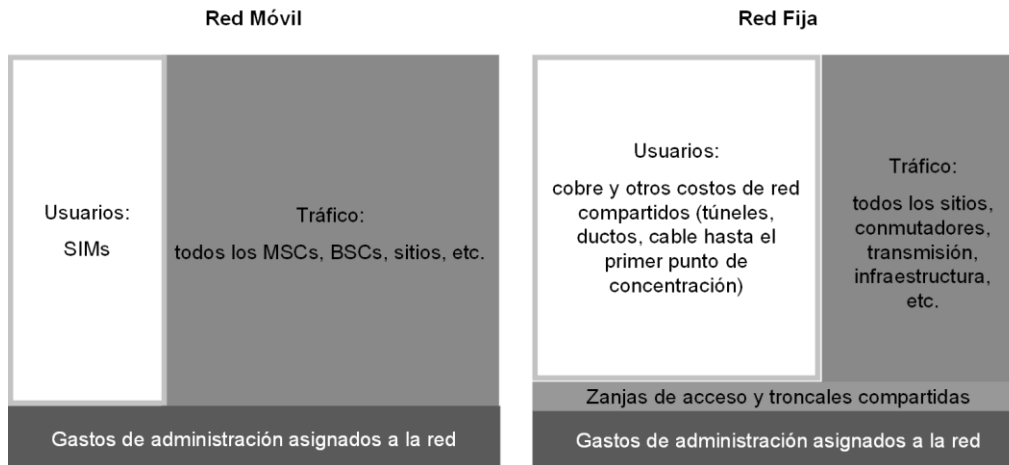 Red Móvil
Usuarios:
SIMs
Tráfico:
todos los MSCs, BSCs, sitios, etc.
Gastos de administración asignados a la red
Red Fija
Usuarios:
cobre y otros costos de red
compartidos (túneles,
ductos, cable hasta el
primer punto de
concentración)
Tráfico:
todos los sitios,
conmutadores,
transmisión,
infraestructura,
etc.
Zanjas de acceso y troncales compartidas
Gastos de administración asignados a la red